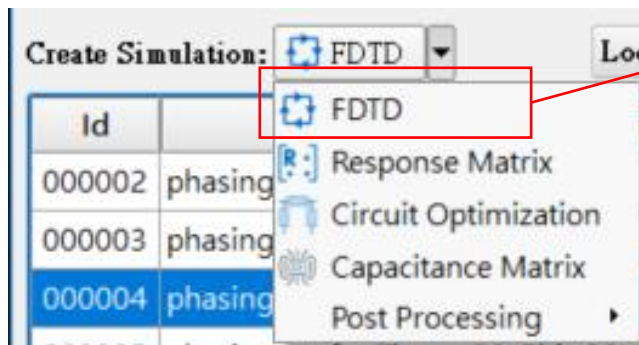 Create Simulation: FDTD Loc
Id
FDTD
000002 phasing
Response Matrix
000003 phasing
Circuit Optimization
Capacitance Matrix
000004 phasing
Post Processing